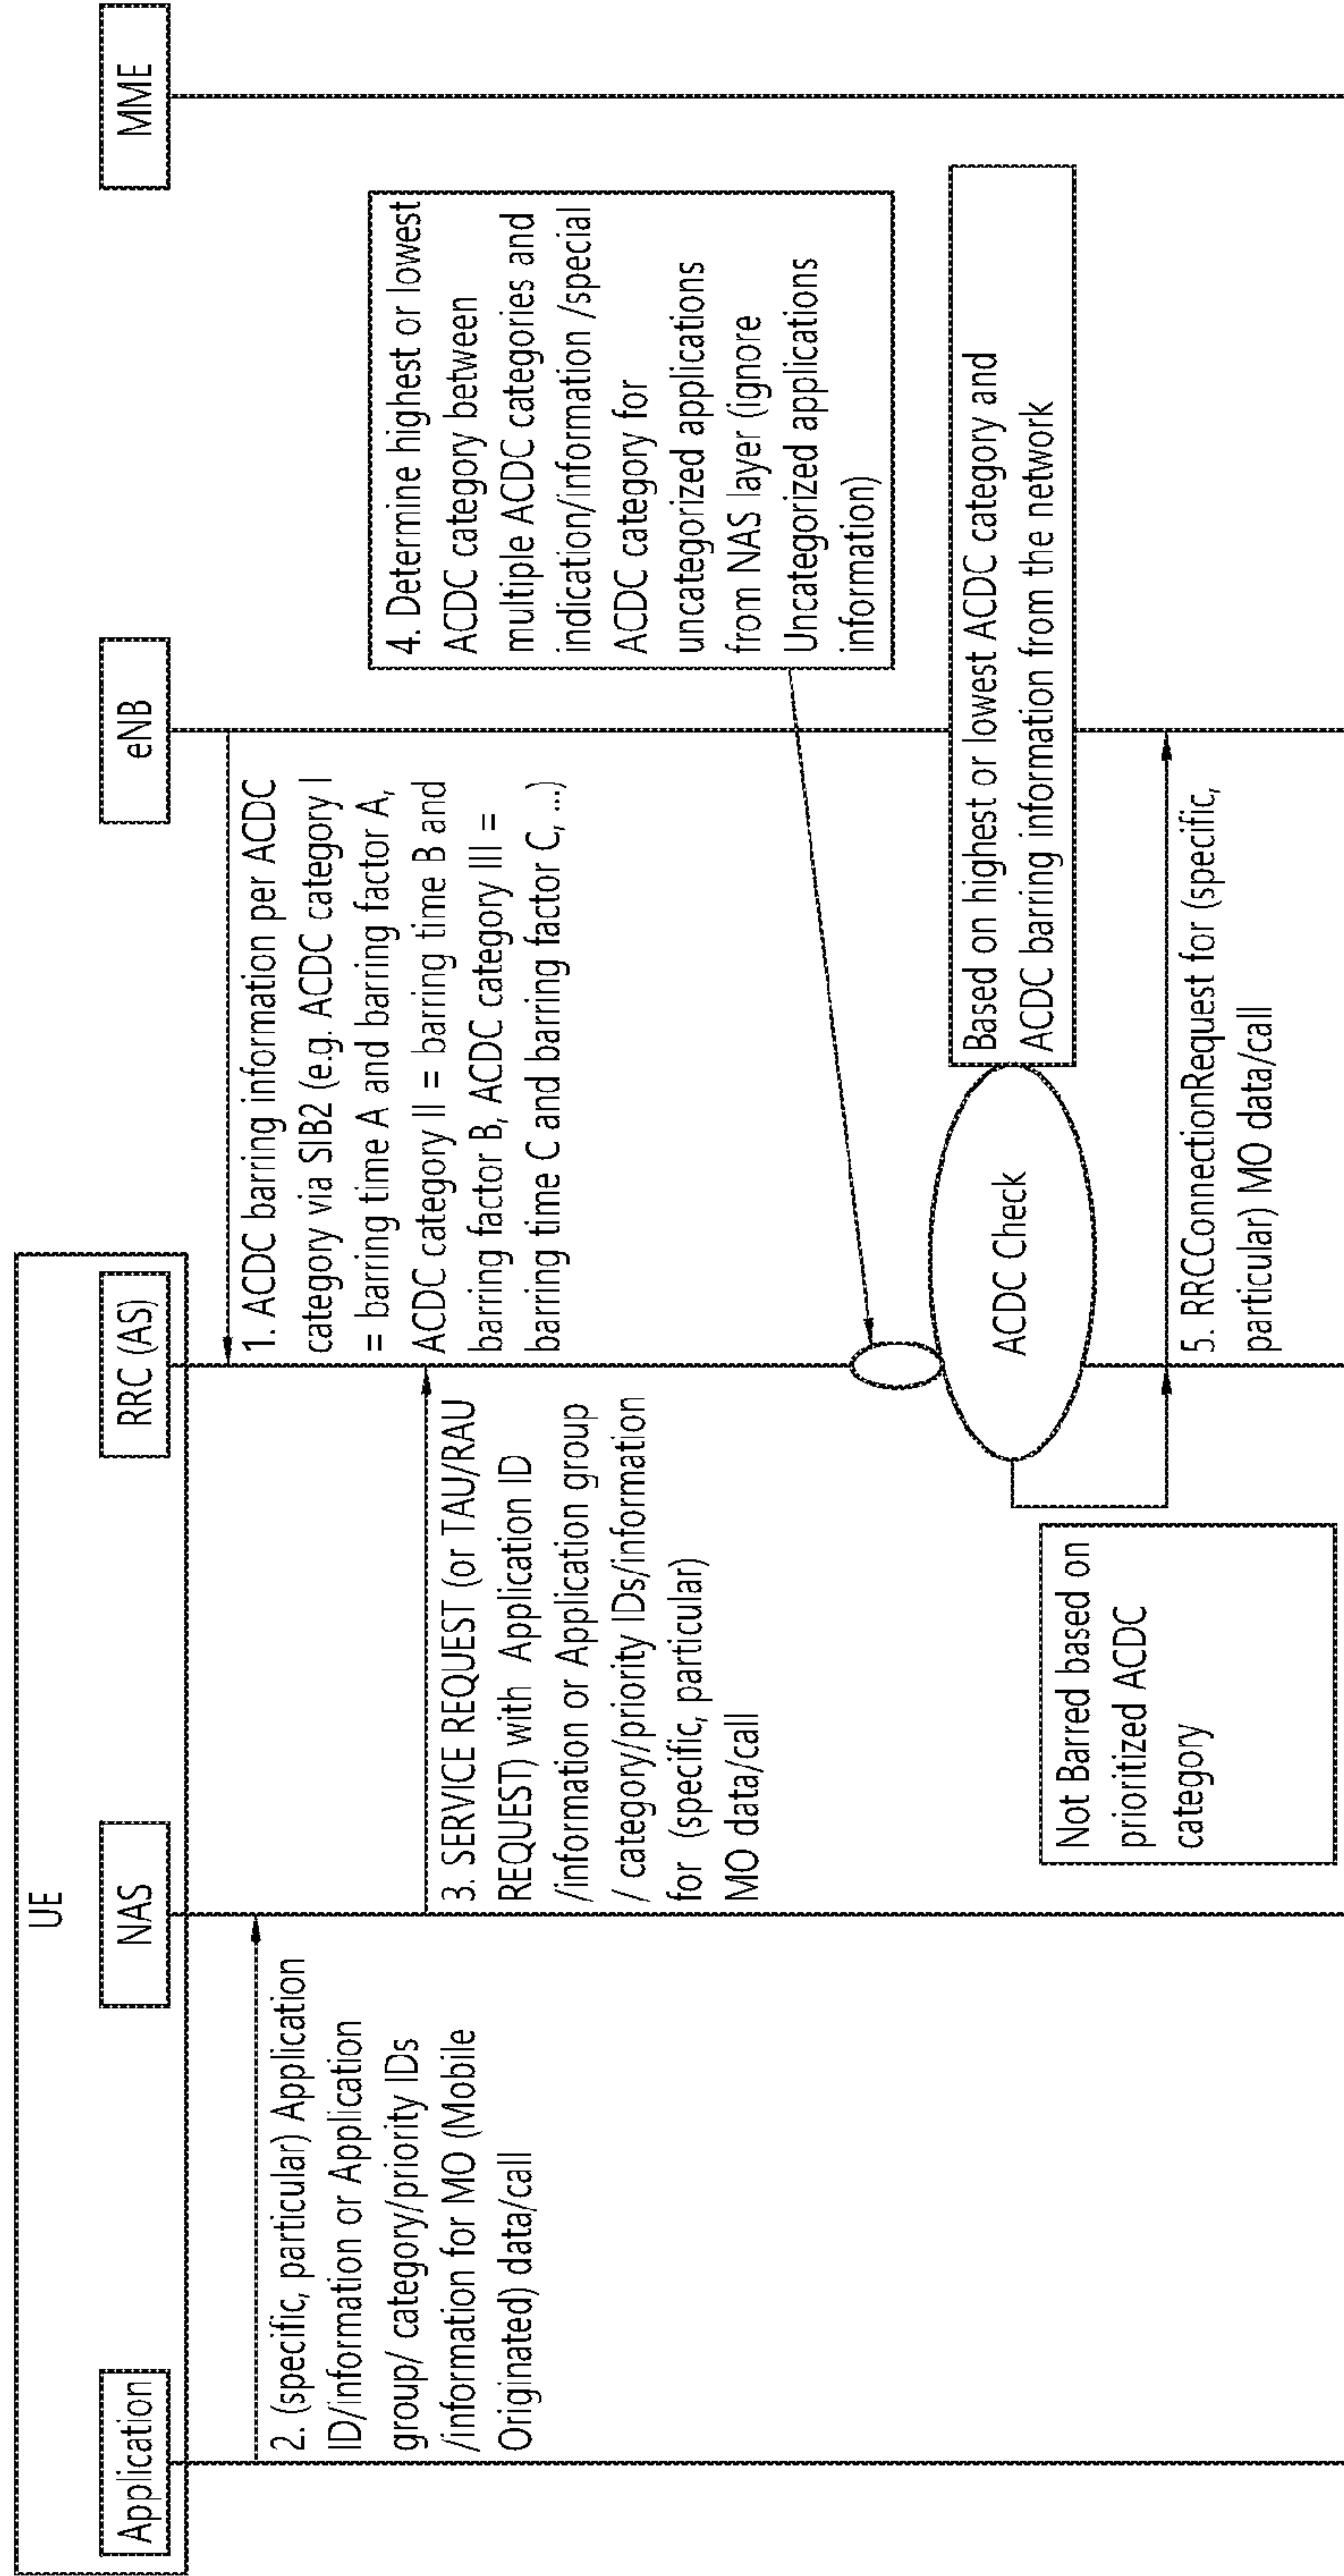 UE
Application
NAS
RRC (AS)
eNB
MME
1. ACDC barring information per ACDC
category via SIB2 (e.g. ACDC category I
= barring time A and barring factor A,
ACDC category II = barring time B and
barring factor B, ACDC category III =
barring time C and barring factor C, ...)
2. (specific, particular) Application
ID/information or Application
group/ category/priority IDs
/information for MO (Mobile
Originated) data/call
3. SERVICE REQUEST (or TAU/RAU
REQUEST) with Application ID
/information or Application group
/ category/priority IDs/information
for (specific, particular)
MO data/call
4. Determine highest or lowest
ACDC category between
multiple ACDC categories and
indication/information /special
ACDC category for
uncategorized applications
from NAS layer (ignore
Uncategorized applications
information)
ACDC Check
Based on highest or lowest ACDC category and
ACDC barring information from the network
Not Barred based on
prioritized ACDC
category
5. RRCConnectionRequest for (specific,
particular) MO data/call